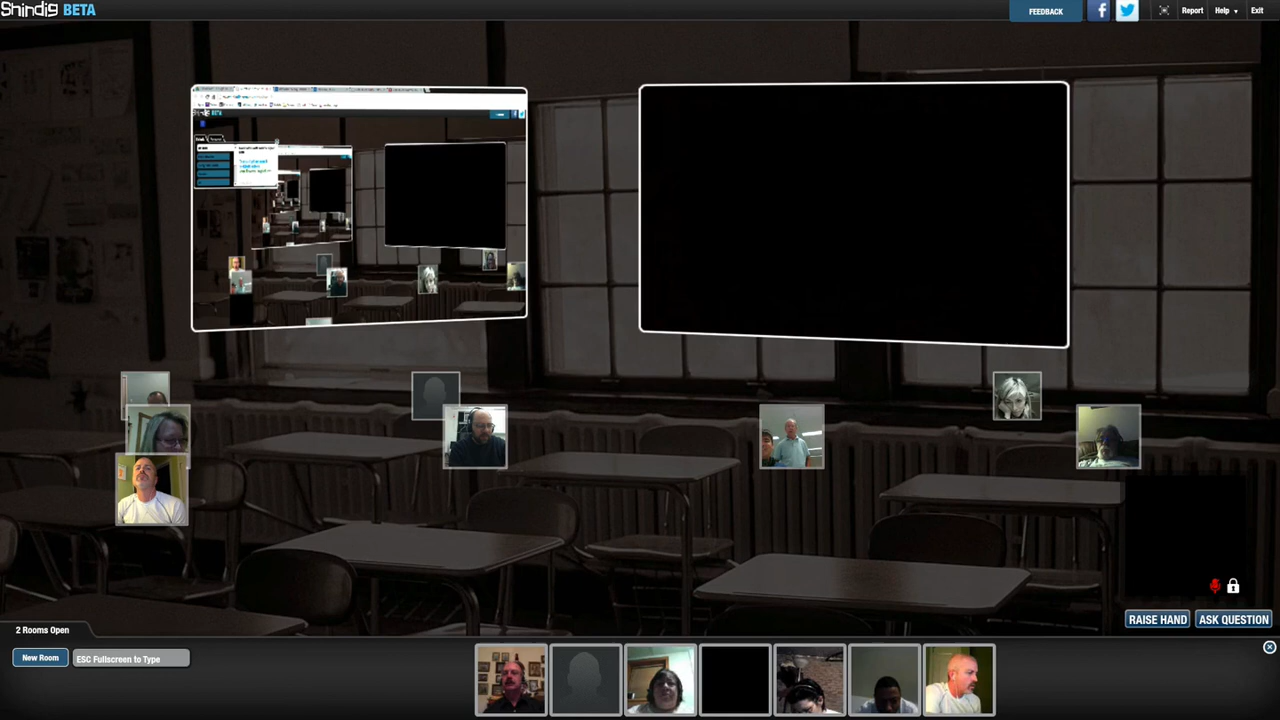 Shindig BETA
FEEDBACK
Report
Help
Exit
RAISE HAND
ASK QUESTION
2 Rooms Open
New Room
ESC Fullscreen to Type